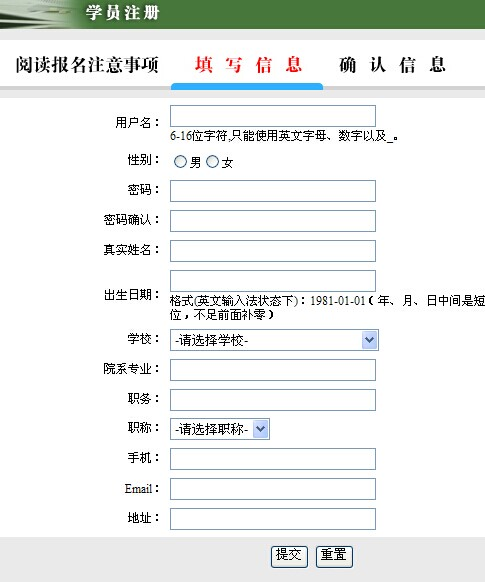 学员注册
阅读报名注意事项 填写信息 确认信息
用户名：
6-16位字符,只能使用英文字母、数字以及_。
性别： 男 女
密码：
密码确认：
真实姓名：
出生日期：
格式(英文输入法状态下)：1981-01-01（年、月、日中间是短
位，不足前面补零）
学校： -请选择学校-
院系专业：
职务：
职称： -请选择职称-
手机：
Email：
地址：
提交 重置